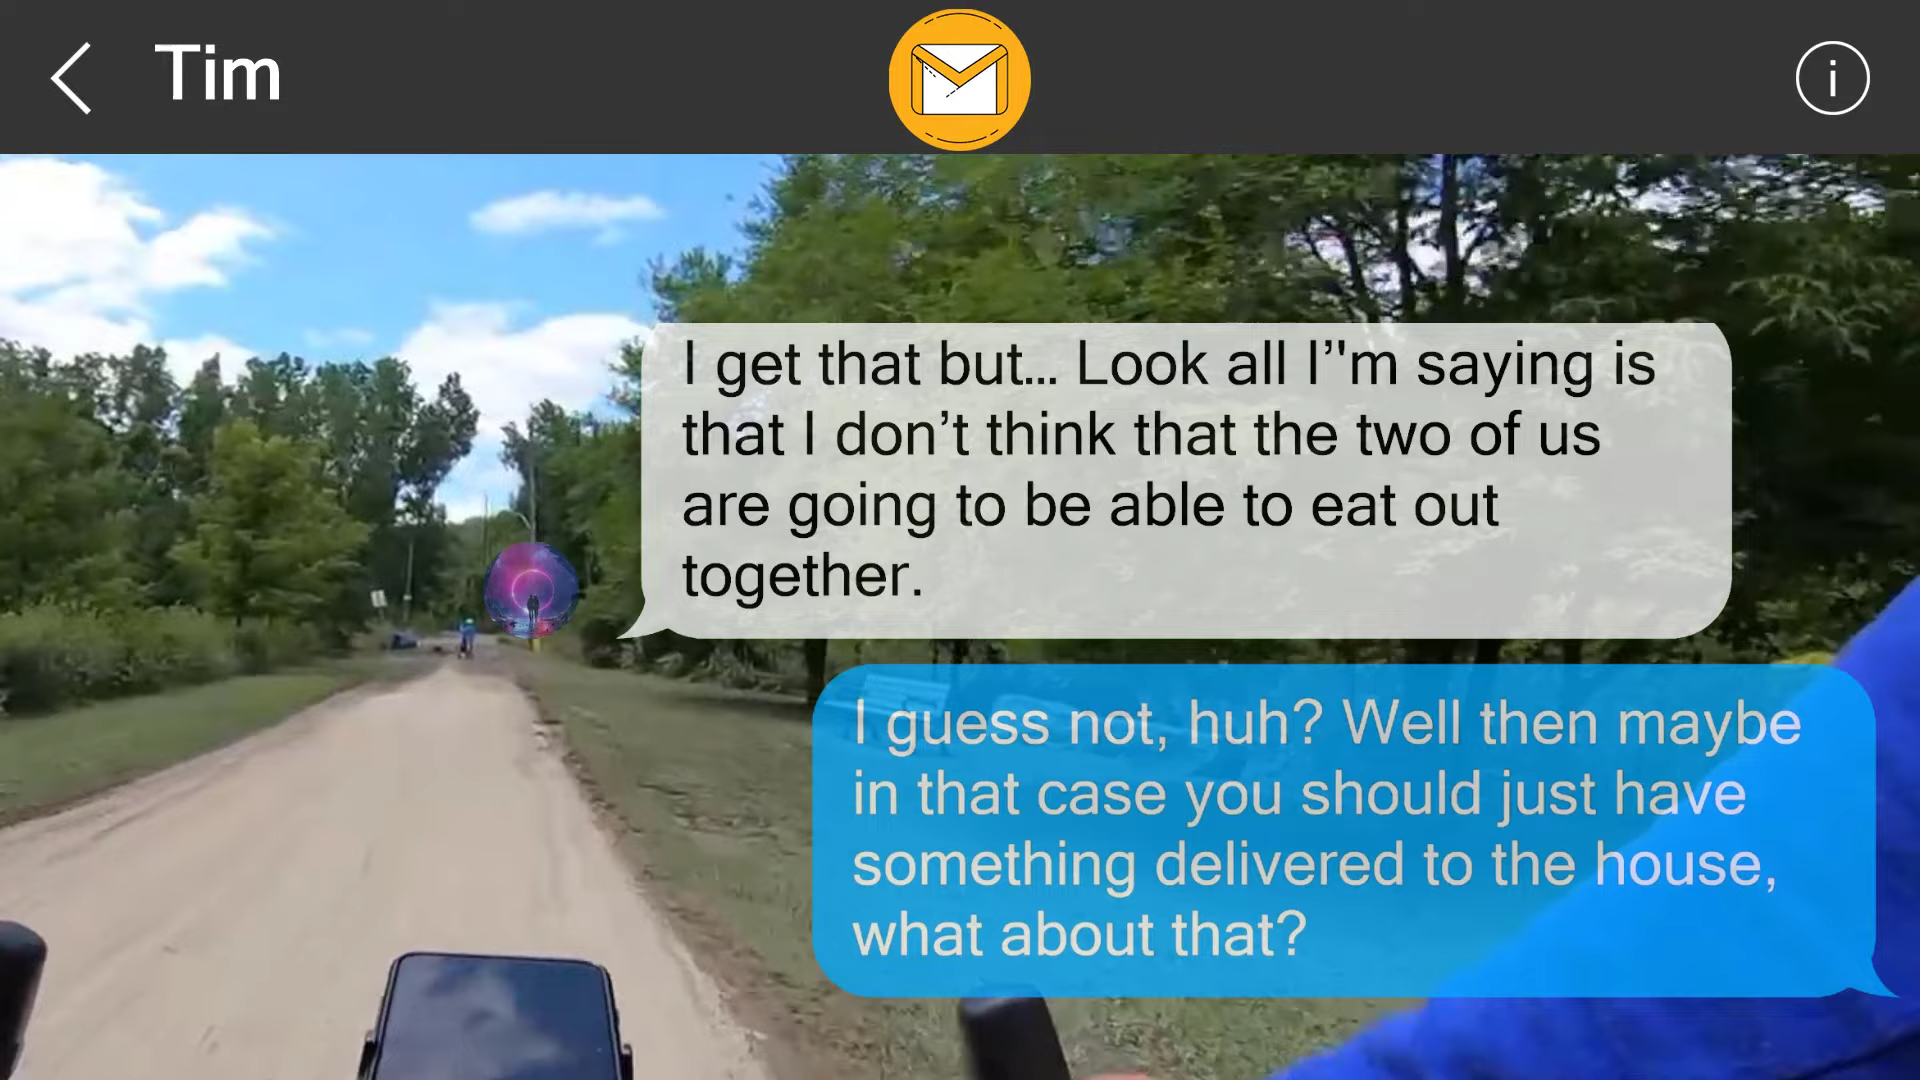 Tim
I get that but... Look all I’"m saying is
that I don’t think that the two of us
are going to be able to eat out
together.
I guess not, huh? Well then maybe
in that case you should just have
something delivered to the house,
what about that?